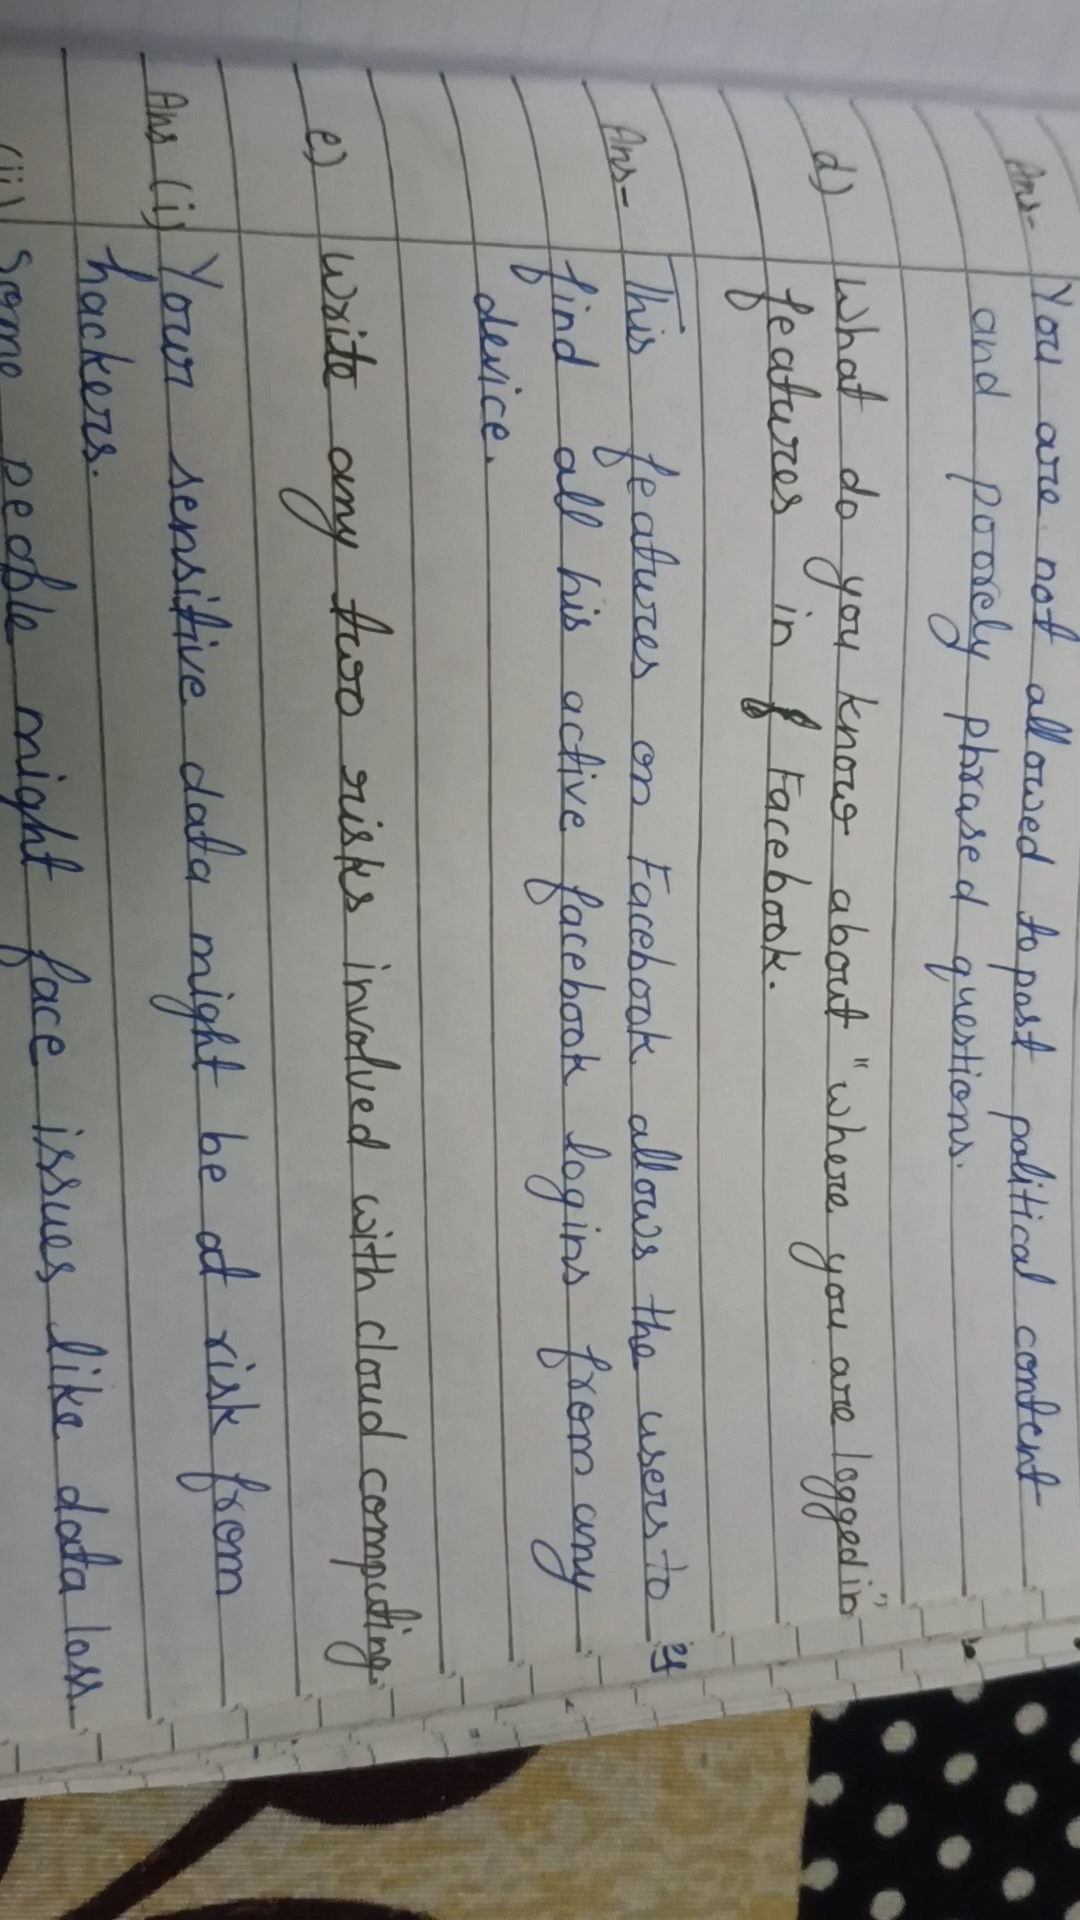 Ans- You are not allowed to post political content
and poorely phrased questions.
d) What do you know about "where you are logged in"
features in Facebook.
Ans- This features on Facebook allows the users to
find all his active facebook logins from any
device.
e) write any two risks involved with cloud computing.
Ans (i) Your sensitive data might be at risk from
hackers.
(ii) Some people might face issues like data loss.